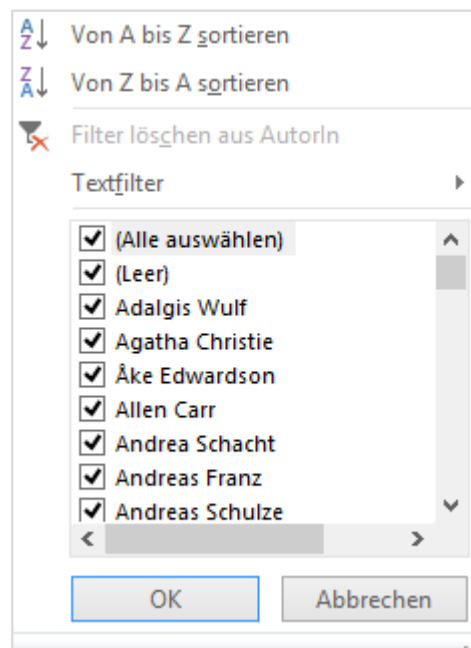 Von A bis Z sortieren
Von Z bis A sortieren
Filter löschen aus AutorIn
Textfilter
(Alle auswählen)
(Leer)
Adalgis Wulf
Agatha Christie
Åke Edwardson
Allen Carr
Andrea Schacht
Andreas Franz
Andreas Schulze
OK Abbrechen